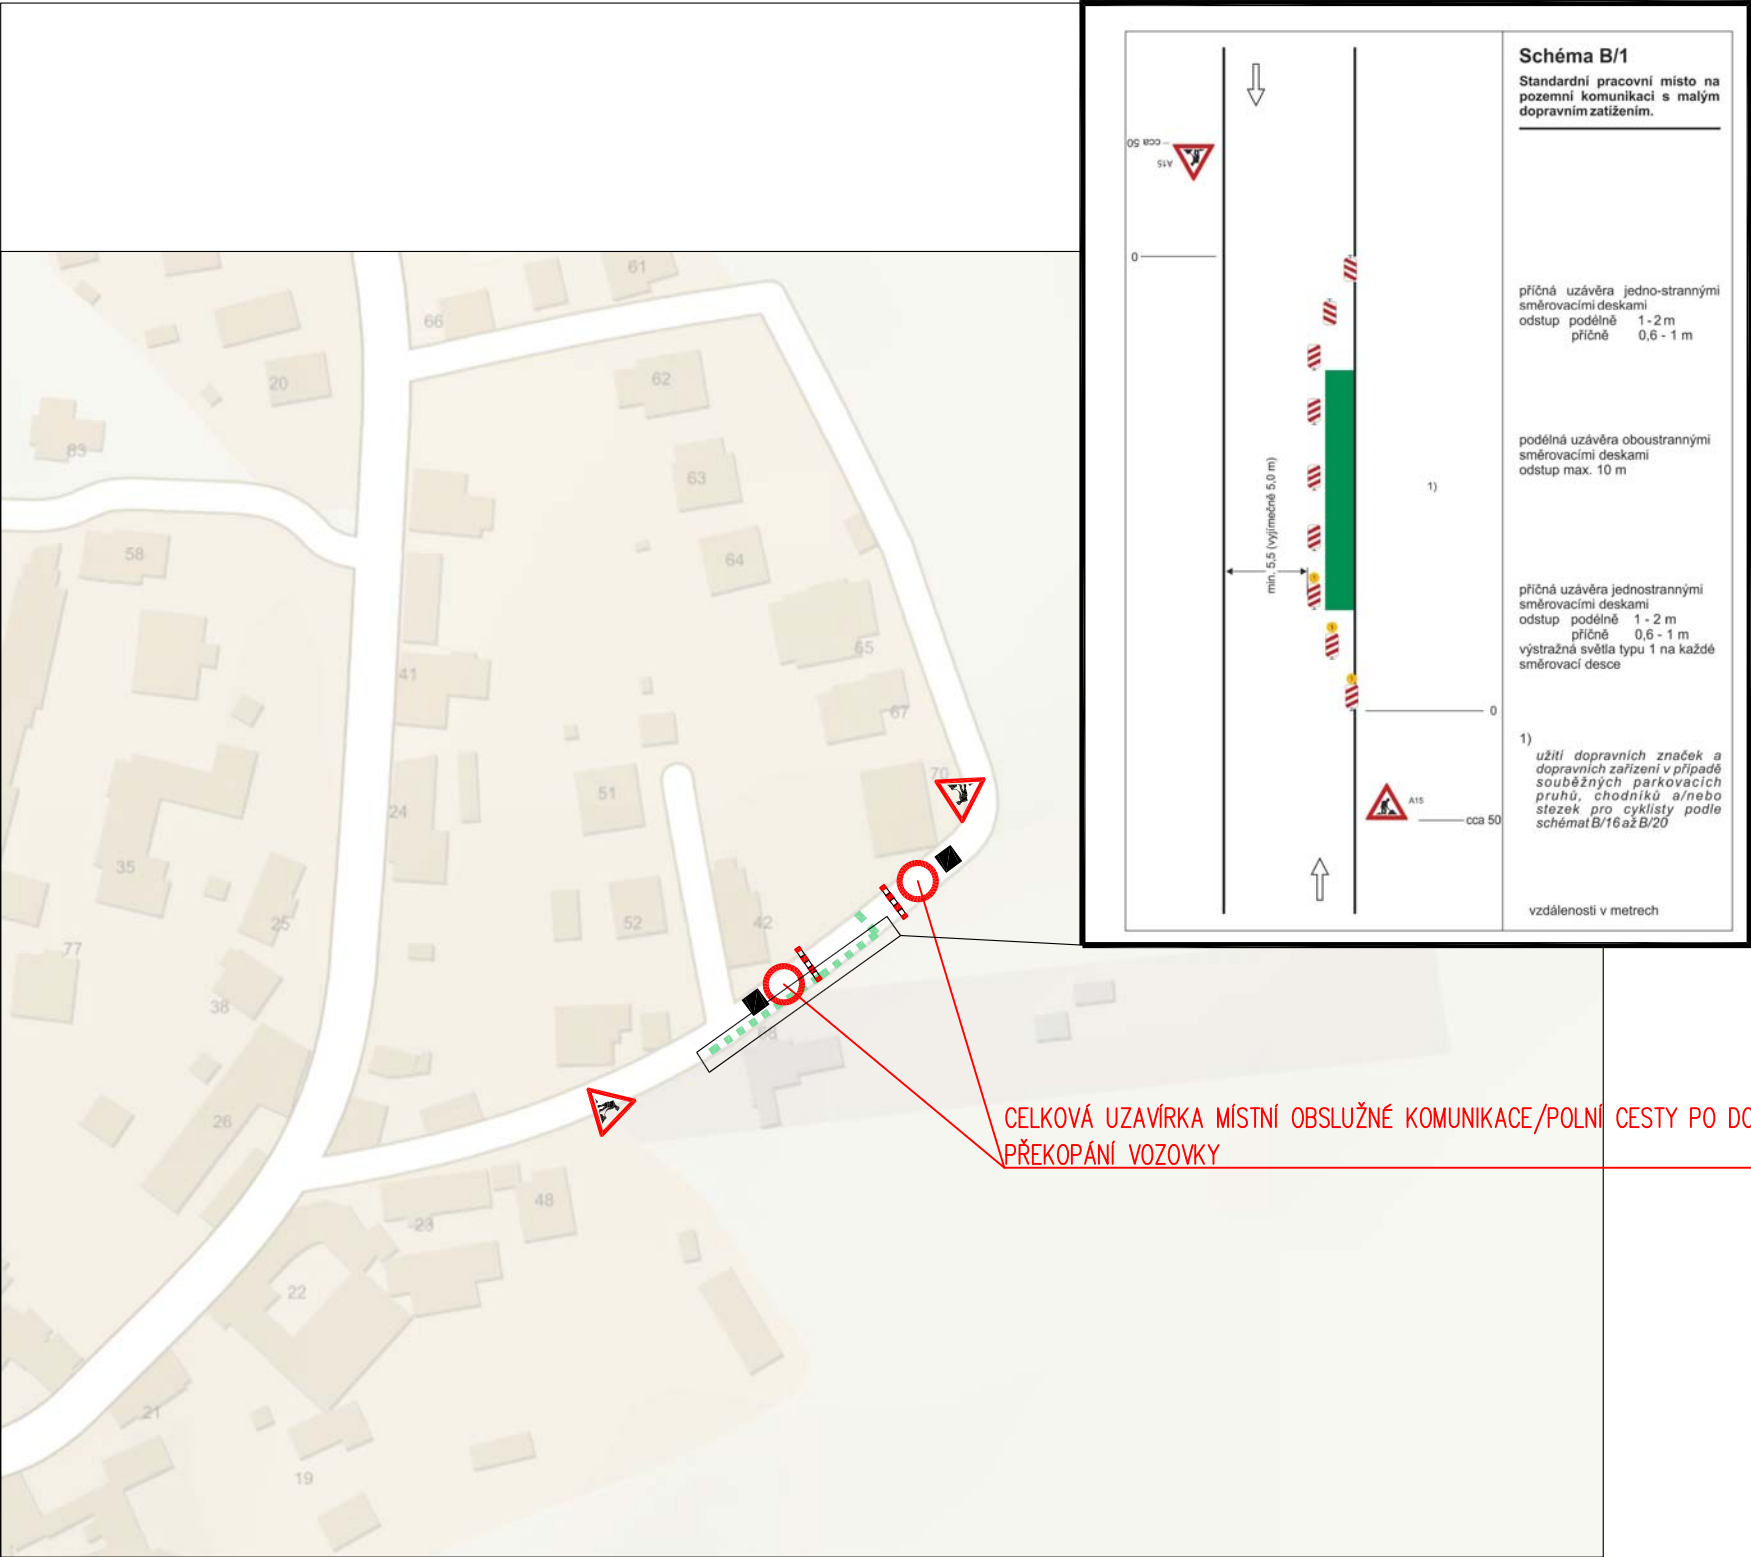 Schéma B/1
Standardní pracovní místo na
pozemní komunikaci s malým
dopravním zatížením.
cca 50
A15
0
příčná uzávěra jedno-strannými
směrovacími deskami
odstup podélně 1-2 m
příčně 0,6 - 1 m
podélná uzávěra oboustrannými
směrovacími deskami
odstup max. 10 m
1)
min. 5,5 (vyjímečně 5,0 m)
příčná uzávěra jednostrannými
směrovacími deskami
odstup podélně 1 - 2 m
příčně 0,6 - 1 m
výstražná světla typu 1 na každé
směrovací desce
0
1)
užití dopravních značek a
dopravních zařízení v případě
souběžných parkovacích
pruhů, chodníků a/nebo
stezek pro cyklisty podle
schémat B/16 až B/20
A15
cca 50
vzdálenosti v metrech
61
66
62
20
83
63
58
64
65
41
67
70
51
24
35
52
42
25
77
38
68
26
48
23
22
21
19
CELKOVÁ UZAVÍRKA MÍSTNÍ OBSLUŽNÉ KOMUNIKACE/POLNÍ CESTY PO DO
PŘEKOPÁNÍ VOZOVKY